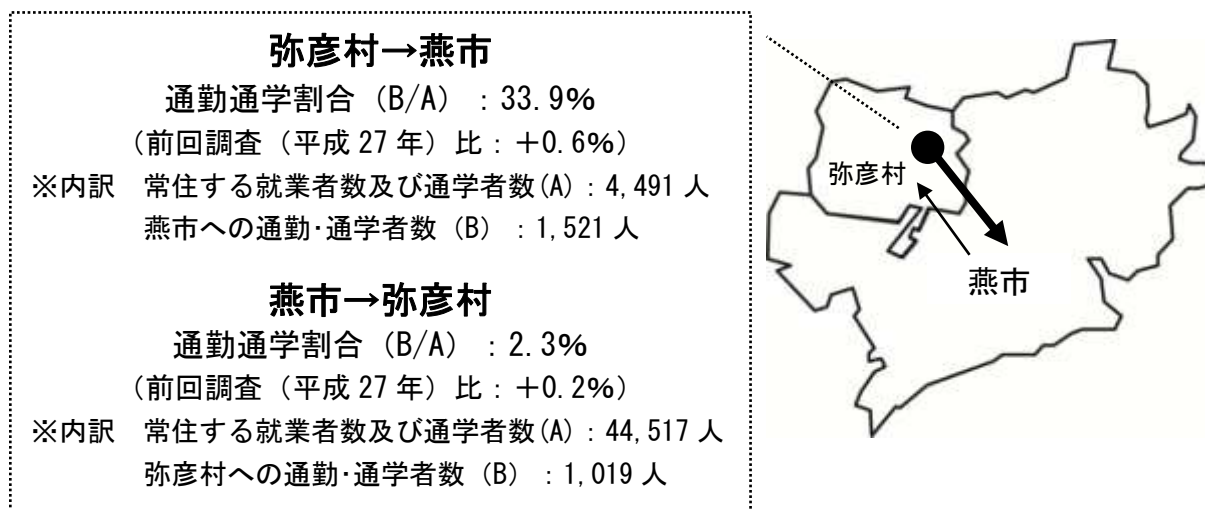 弥彦村→燕市
通勤通学割合（B/A）：33.9%
（前回調査（平成 27 年）比：＋0.6%）
※内訳　常住する就業者数及び通学者数(A)：4,491 人
燕市への通勤･通学者数（B）：1,521 人
燕市→弥彦村
通勤通学割合（B/A）：2.3%
（前回調査（平成 27 年）比：＋0.2%）
※内訳　常住する就業者数及び通学者数(A)：44,517 人
弥彦村への通勤･通学者数（B）：1,019 人
弥彦村
燕市